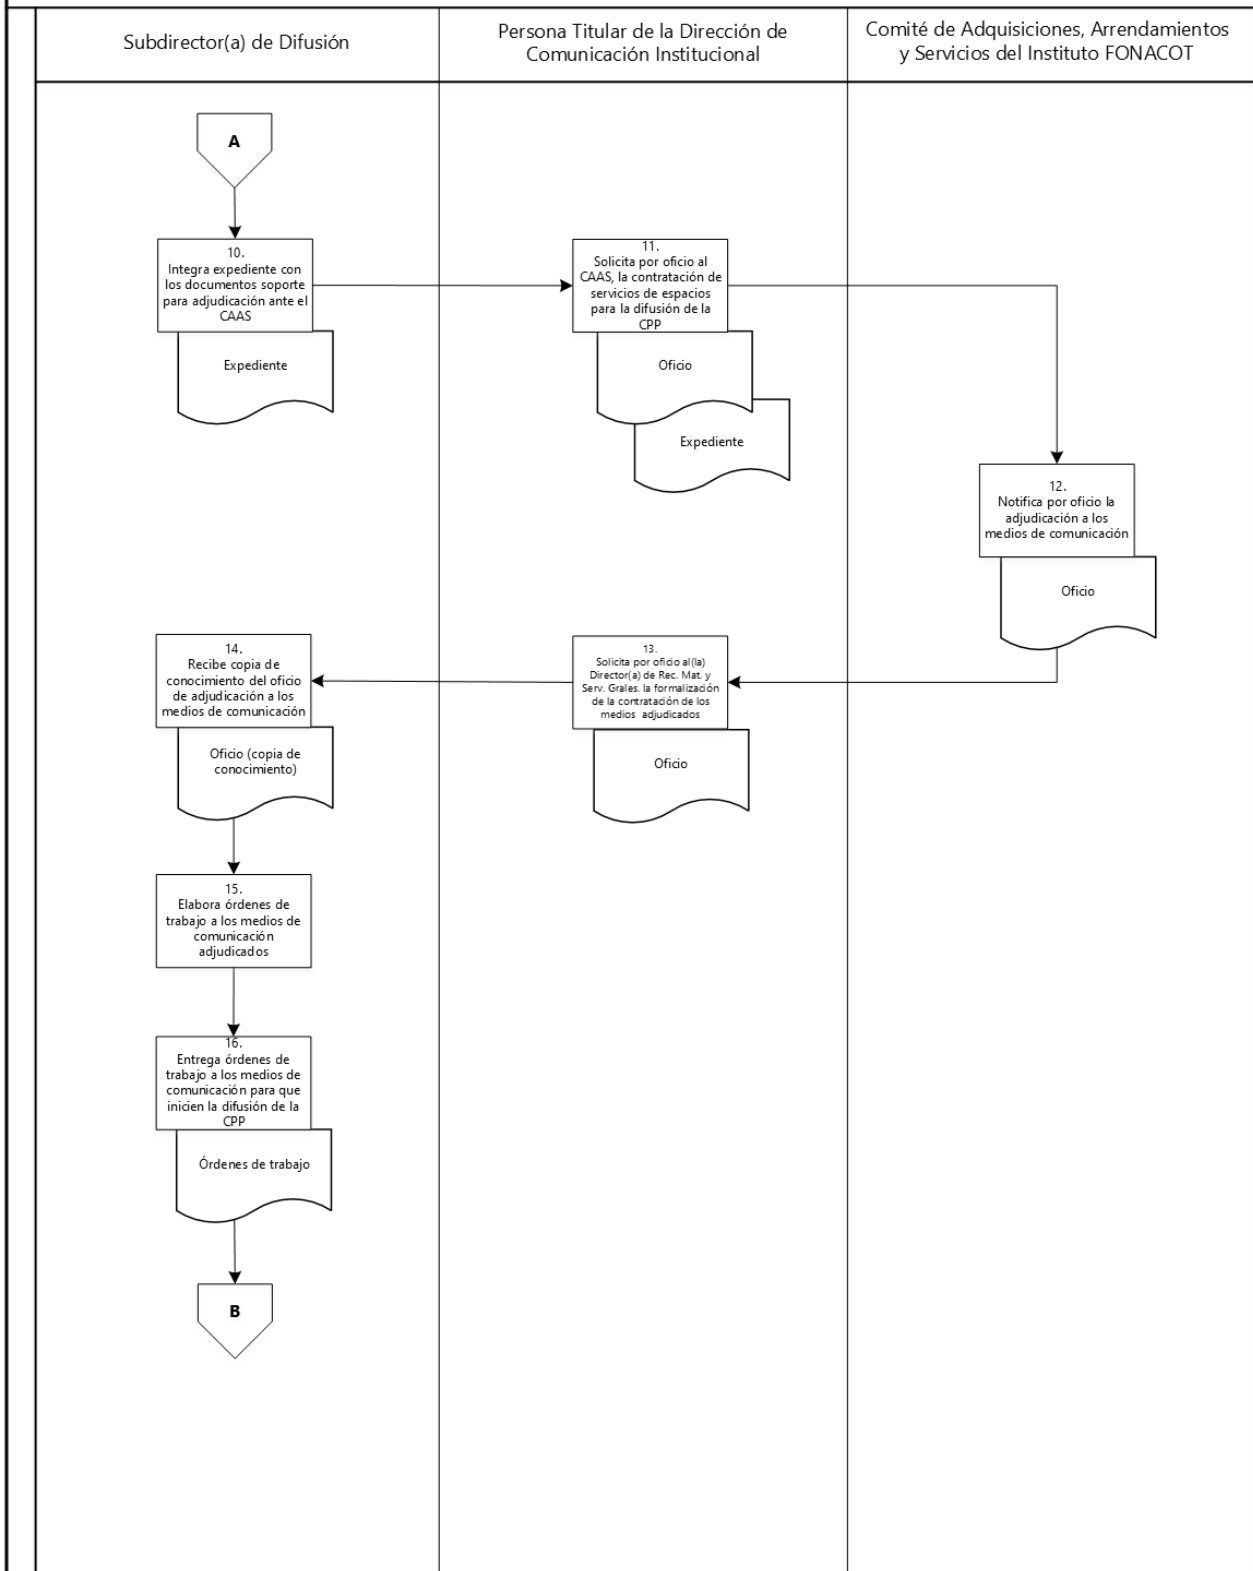 Subdirector(a) de Difusión
Persona Titular de la Dirección de
Comunicación Institucional
Comité de Adquisiciones, Arrendamientos
y Servicios del Instituto FONACOT
A
10.
Integra expediente con
los documentos soporte
para adjudicación ante el
CAAS
Expediente
11.
Solicita por oficio al
CAAS, la contratación de
servicios de espacios
para la difusión de la
CPP
Oficio
Expediente
12.
Notifica por oficio la
adjudicación a los
medios de comunicación
Oficio
13.
Solicita por oficio al(la)
Director(a) de Rec. Mat. y
Serv. Grales. la formalización
de la contratación de los
medios adjudicados
Oficio
14.
Recibe copia de
conocimiento del oficio
de adjudicación a los
medios de comunicación
Oficio (copia de
conocimiento)
15.
Elabora órdenes de
trabajo a los medios de
comunicación
adjudicados
16.
Entrega órdenes de
trabajo a los medios de
comunicación para que
inicien la difusión de la
CPP
Órdenes de trabajo
B